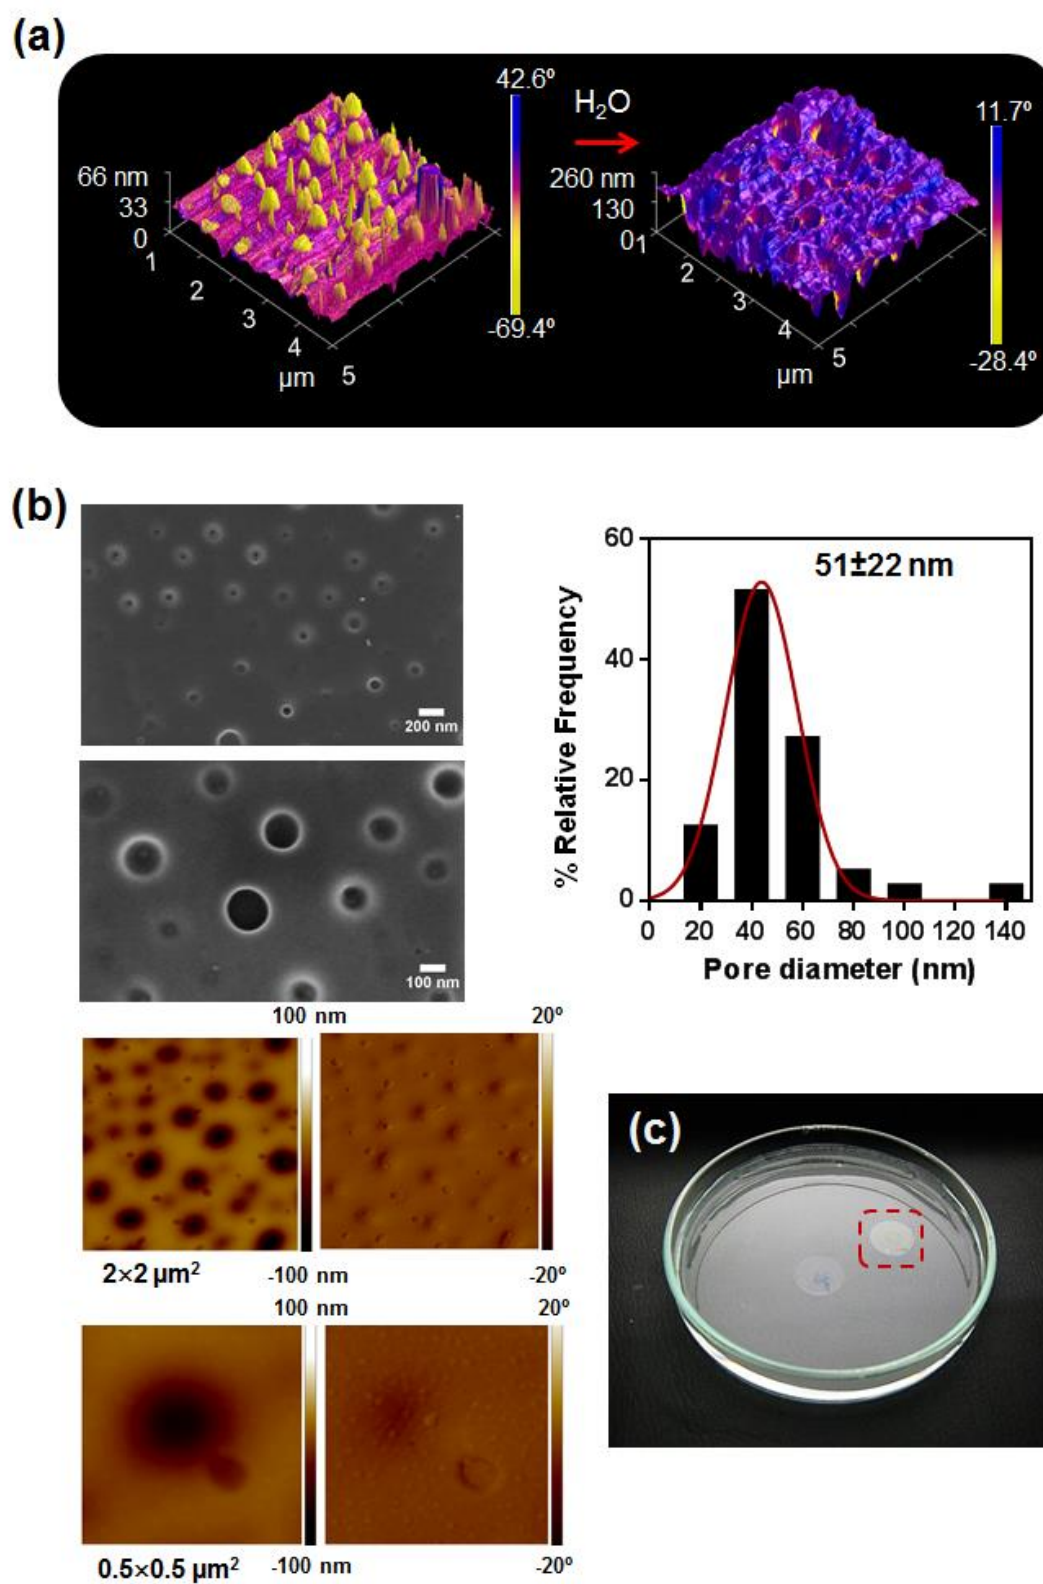 (a)
42.6º
H₂O
11.7º
66 nm
33
0
1
2
3
4
5
µm
-69.4º
260 nm
130
0
1
2
3
4
5
µm
-28.4º
(b)
200 nm
100 nm
60
40
20
0
% Relative Frequency
51±22 nm
0 20 40 60 80 100 120 140
Pore diameter (nm)
100 nm
20º
2×2 µm²
-100 nm
-20º
100 nm
20º
0.5×0.5 µm²
-100 nm
-20º
(c)